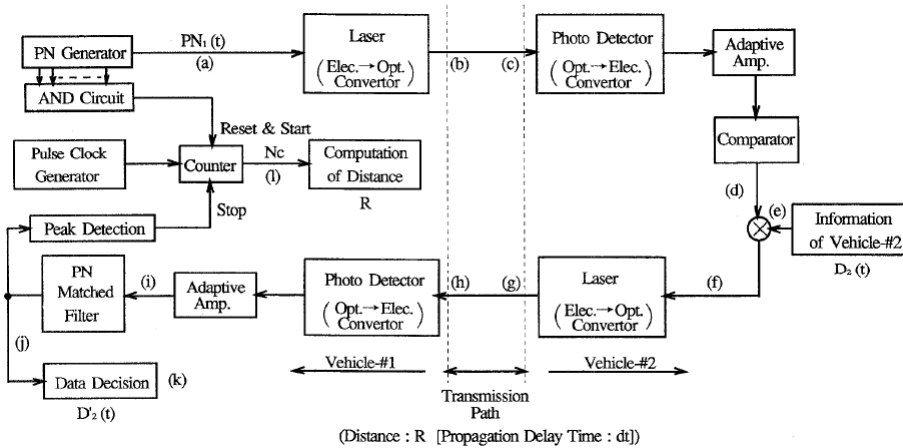 PN Generator
PN₁(t)
(a)
Laser
(Elec.→Opt.
Convertor)
(b)
(c)
Photo Detector
(Opt.→Elec.
Convertor)
Adaptive
Amp.
AND Circuit
Reset & Start
Comparator
Pulse Clock
Generator
Counter
Nc
(l)
Computation
of Distance
R
Stop
(d)
(e)
Information
of Vehicle-#2
D₂(t)
Peak Detection
PN
Matched
Filter
(i)
Adaptive
Amp.
Photo Detector
(Opt.→Elec.
Convertor)
(h)
(g)
Laser
(Elec.→Opt.
Convertor)
(f)
(j)
Data Decision
(k)
D'₂(t)
Vehicle-#1
Vehicle-#2
Transmission
Path
(Distance : R [Propagation Delay Time : dt])